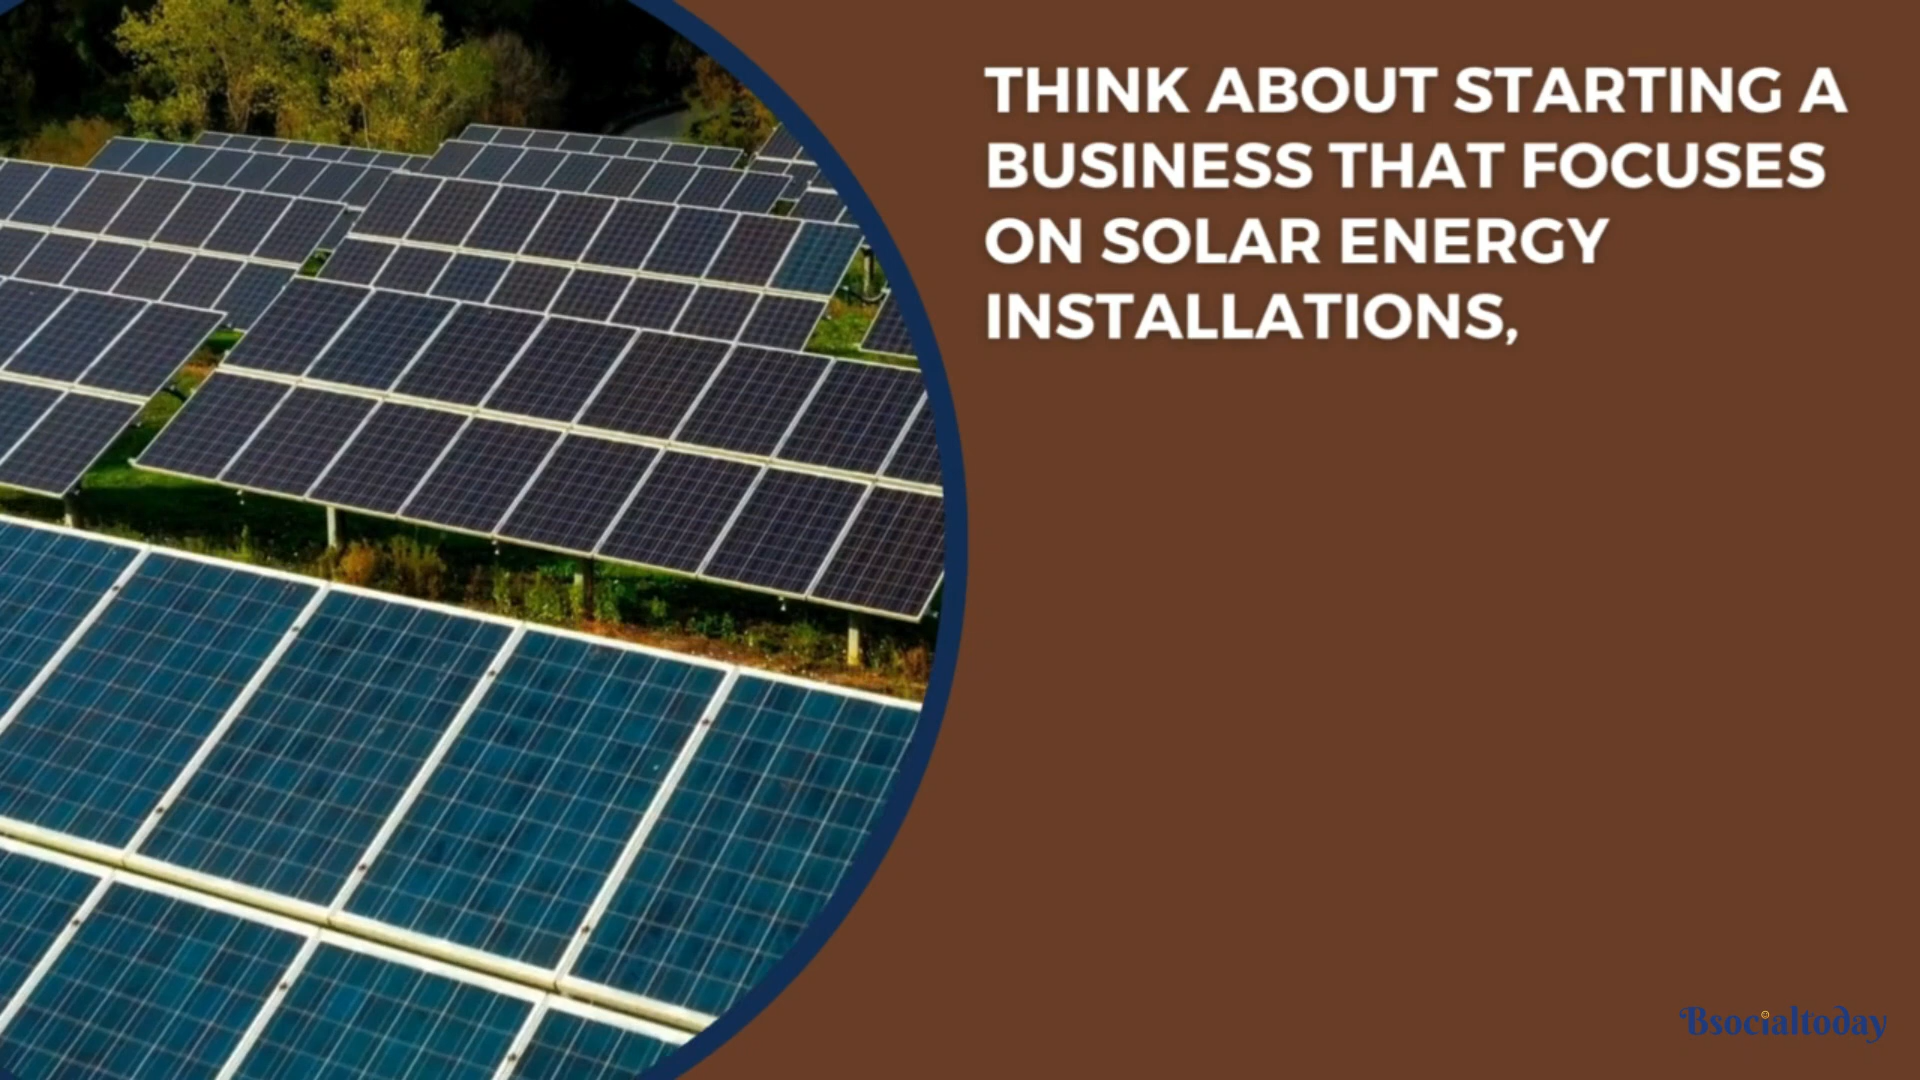 THINK ABOUT STARTING A
BUSINESS THAT FOCUSES
ON SOLAR ENERGY
INSTALLATIONS,
Bsocialtoday